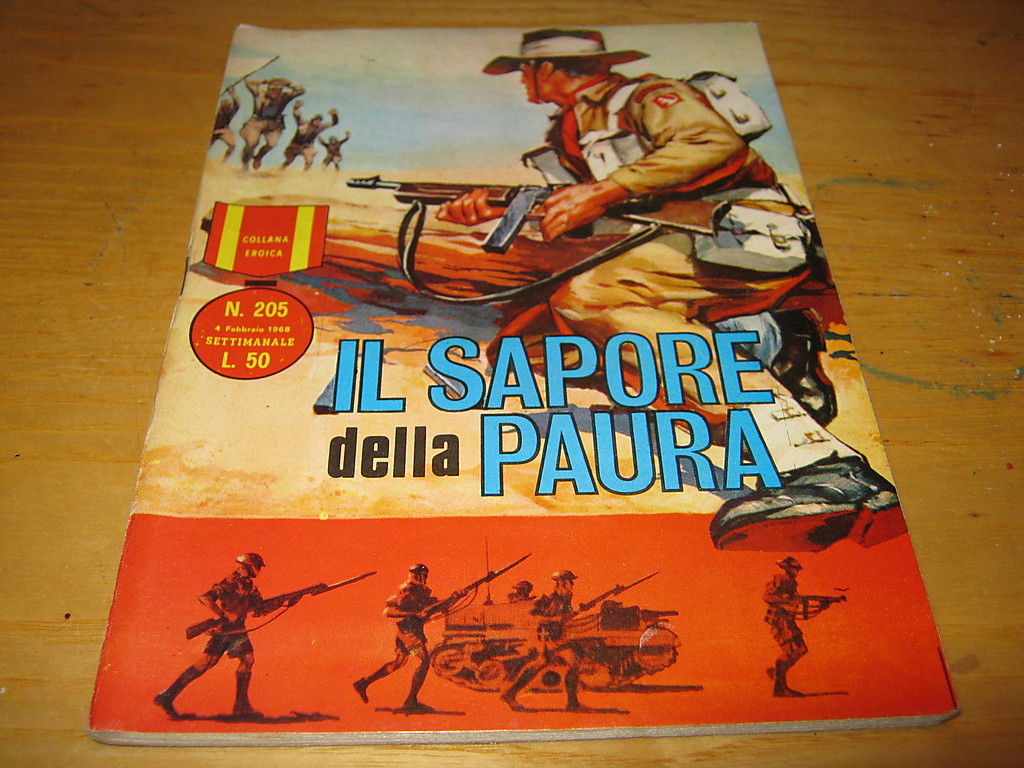 COLLANA
EROICA
N. 205
4 Febbraio 1968
SETTIMANALE
L. 50
IL SAPORE
della PAURA